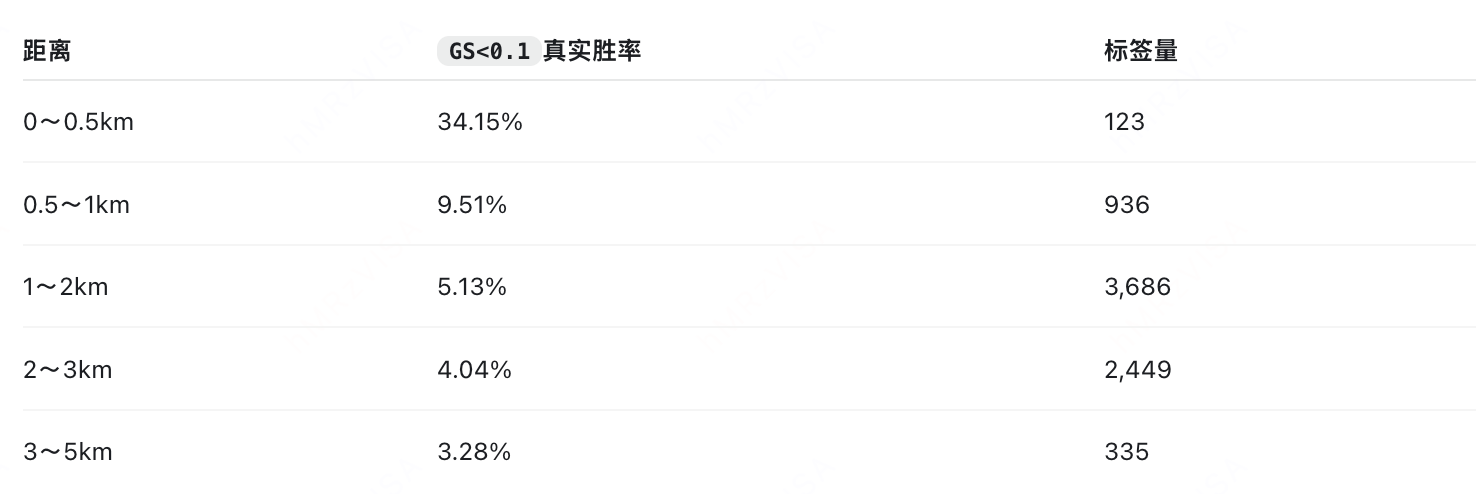 距离 GS<0.1 真实胜率 标签量
0～0.5km 34.15% 123
0.5～1km 9.51% 936
1～2km 5.13% 3,686
2～3km 4.04% 2,449
3～5km 3.28% 335